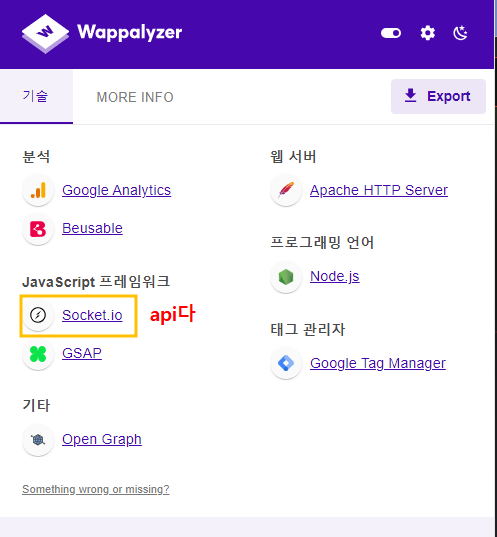 Wappalyzer
기술
MORE INFO
Export
분석
Google Analytics
Beusable
JavaScript 프레임워크
Socket.io
api다
GSAP
기타
Open Graph
웹 서버
Apache HTTP Server
프로그래밍 언어
Node.js
태그 관리자
Google Tag Manager
Something wrong or missing?